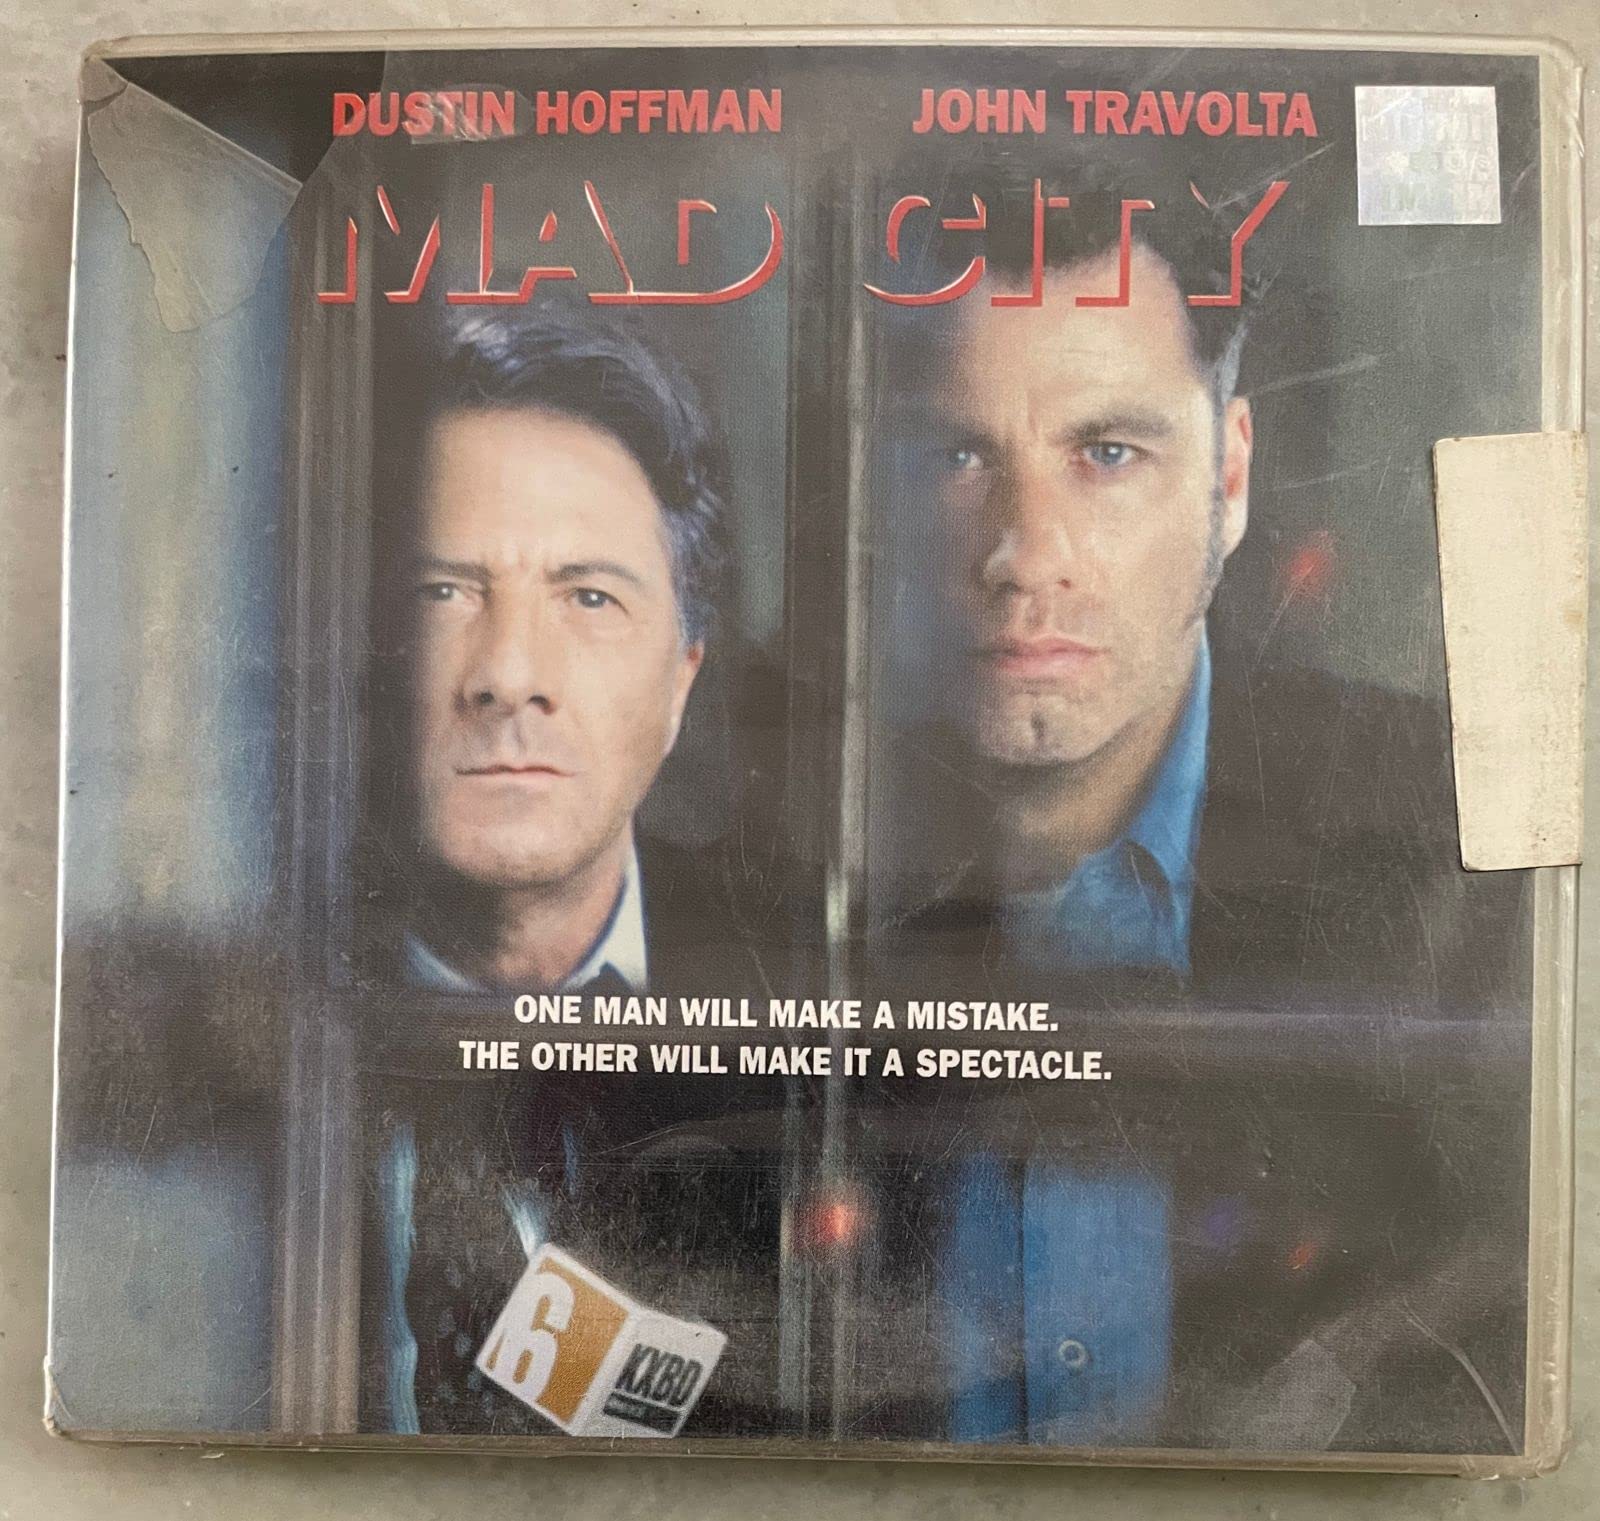 DUSTIN HOFFMAN JOHN TRAVOLTA
MAD CITY
ONE MAN WILL MAKE A MISTAKE.
THE OTHER WILL MAKE IT A SPECTACLE.
6
KXBD